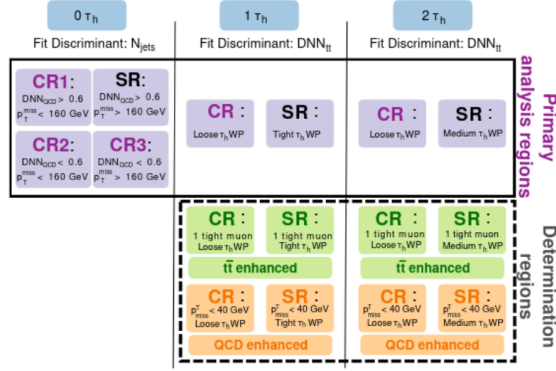 0 τh
1 τh
2 τh
Fit Discriminant: Njets
Fit Discriminant: DNNtt
Fit Discriminant: DNNtt
CR1:
DNNQCD > 0.6
pTmiss < 160 GeV
SR:
DNNQCD > 0.6
pTmiss > 160 GeV
CR2:
DNNQCD < 0.6
pTmiss < 160 GeV
CR3:
DNNQCD < 0.6
pTmiss > 160 GeV
CR :
Loose τh WP
SR :
Tight τh WP
CR :
Loose τh WP
SR :
Medium τh WP
Primary
analysis regions
CR :
1 tight muon
Loose τh WP
SR :
1 tight muon
Tight τh WP
tt̄ enhanced
CR :
1 tight muon
Loose τh WP
SR :
1 tight muon
Medium τh WP
tt̄ enhanced
CR :
pTmiss < 40 GeV
Loose τh WP
SR :
pTmiss < 40 GeV
Tight τh WP
QCD enhanced
CR :
pTmiss < 40 GeV
Loose τh WP
SR :
pTmiss < 40 GeV
Medium τh WP
QCD enhanced
Determination
regions